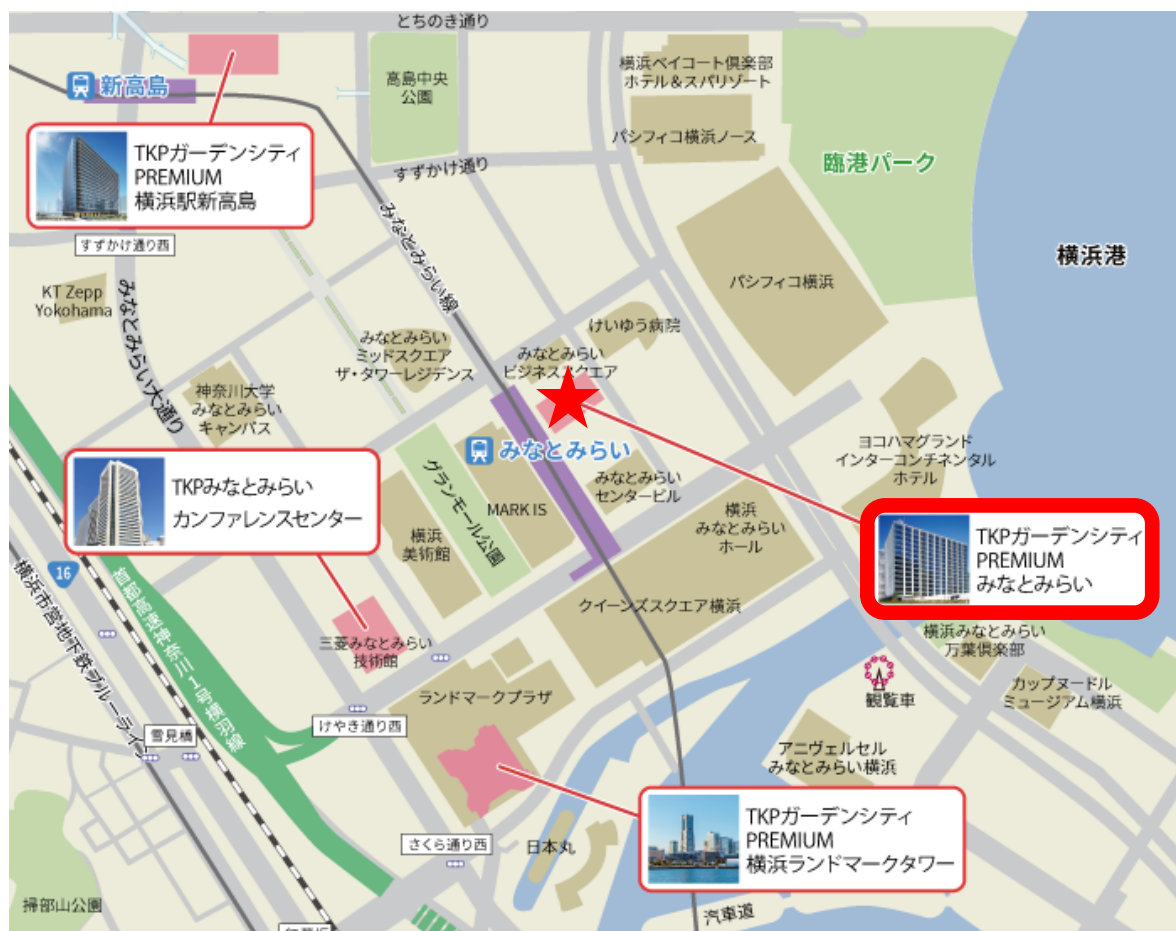 とちのき通り
横浜ベイコート倶楽部
ホテル＆スパリゾート
新高島
高島中央
公園
パシフィコ横浜ノース
TKPガーデンシティ
PREMIUM
横浜駅新高島
すずかけ通り
臨港パーク
すずかけ通り西
みなとみらい線
横浜港
KT Zepp
Yokohama
みなとみらい大通り
パシフィコ横浜
けいゆう病院
みなとみらい
ミッドスクエア
ザ・タワーレジデンス
みなとみらい
ビジネススクエア
神奈川大学
みなとみらい
キャンパス
みなとみらい
ヨコハマグランド
インターコンチネンタル
ホテル
TKPみなとみらい
カンファレンスセンター
グランモール公園
MARK IS
みなとみらい
センタービル
横浜
みなとみらい
ホール
横浜
美術館
TKPガーデンシティ
PREMIUM
みなとみらい
16
首都高速神奈川1号横羽線
横浜市営地下鉄ブルーライン
クイーンズスクエア横浜
三菱みなとみらい
技術館
横浜みなとみらい
万葉倶楽部
ランドマークプラザ
観覧車
カップヌードル
ミュージアム横浜
けやき通り西
雪見橋
アニヴェルセル
みなとみらい横浜
TKPガーデンシティ
PREMIUM
横浜ランドマークタワー
さくら通り西
日本丸
掃部山公園
汽車道